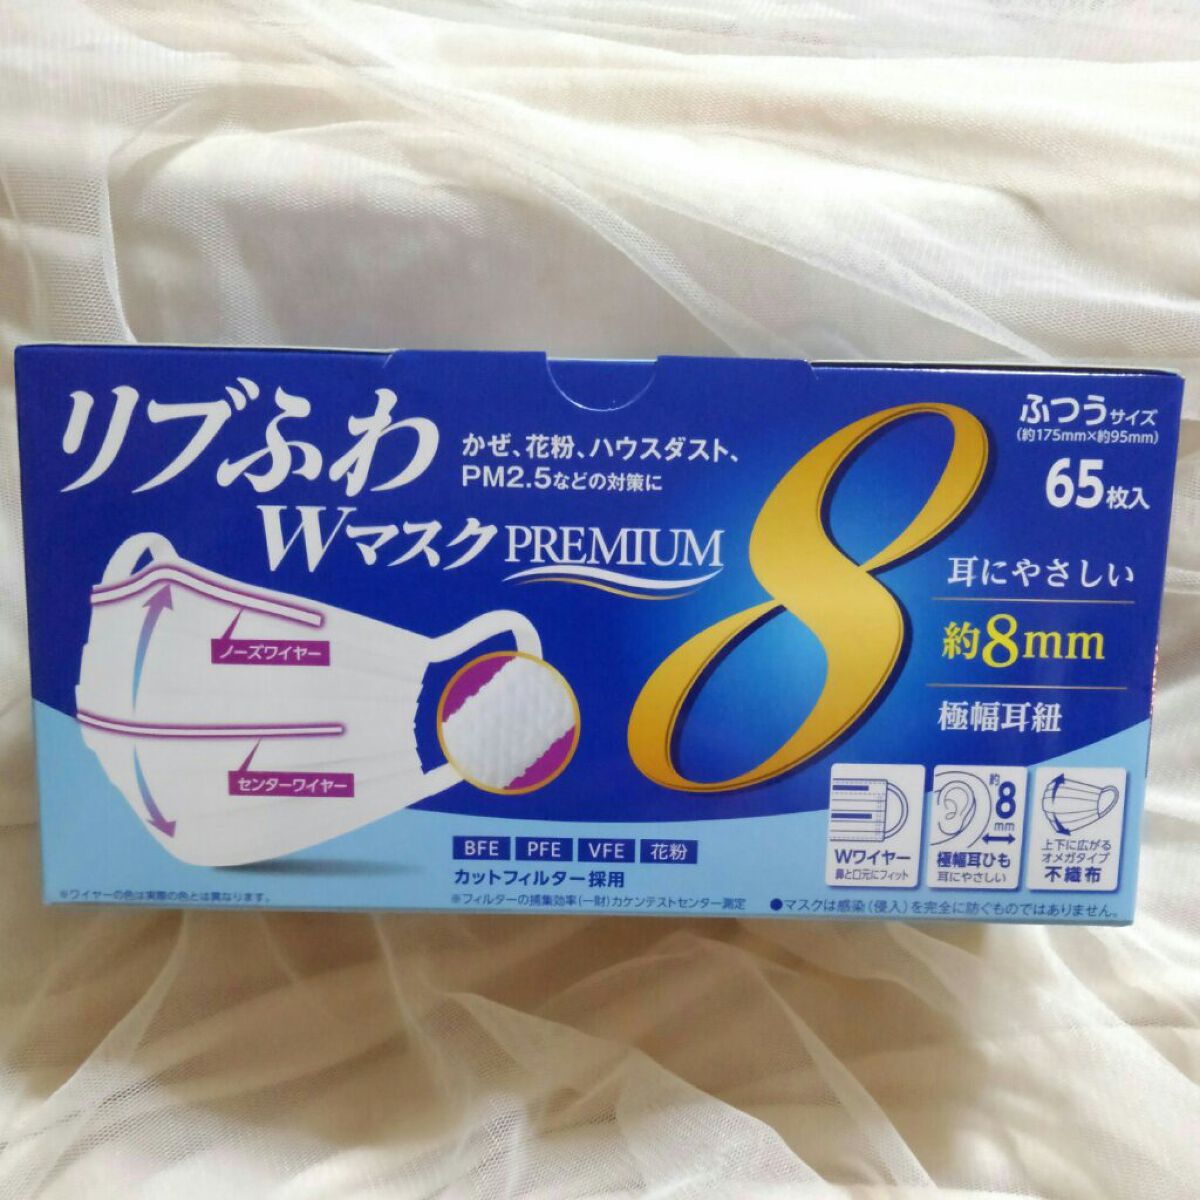 リブふわ
Wマスク PREMIUM
かぜ、花粉、ハウスダスト、
PM2.5などの対策に
8
ふつうサイズ
(約175mm×約95mm)
65枚入
耳にやさしい
約8mm
極幅耳紐
ノーズワイヤー
センターワイヤー
BFE PFE VFE 花粉
カットフィルター採用
Wワイヤー
鼻と口元にフィット
約8mm
極幅耳ひも
耳にやさしい
上下に広がる
オメガタイプ
不織布
※ワイヤーの色は実際の色とは異なります。
※フィルターの捕集効率(一財)カケンテストセンター測定
●マスクは感染(侵入)を完全に防ぐものではありません。